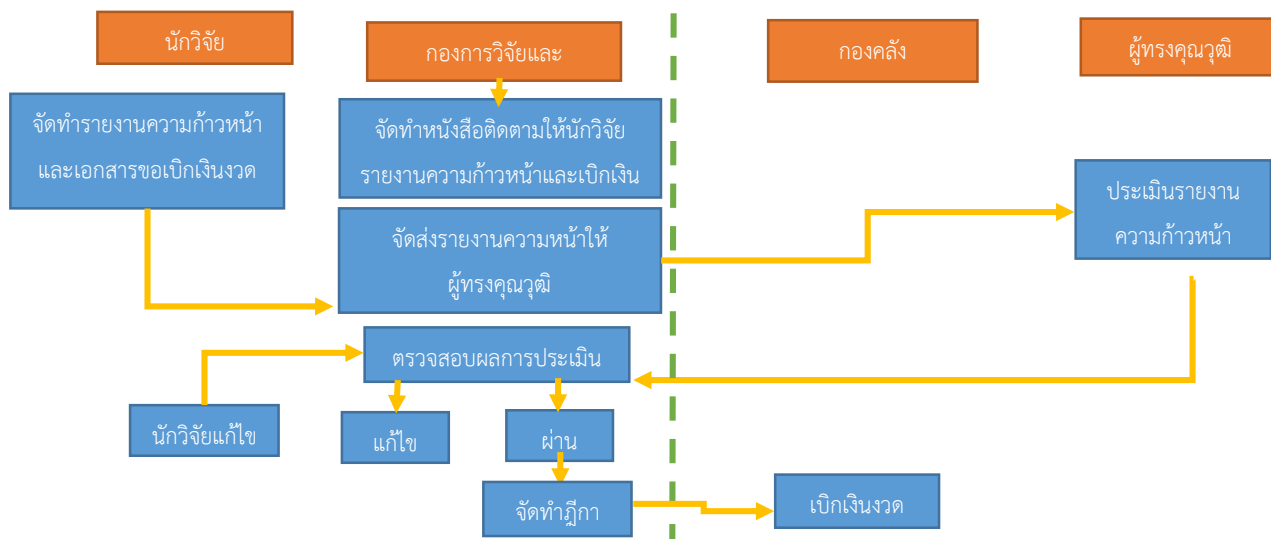 นักวิจัย
กองการวิจัยและ
กองคลัง
ผู้ทรงคุณวุฒิ
จัดทำรายงานความก้าวหน้า
และเอกสารขอเบิกเงินงวด
จัดทำหนังสือติดตามให้นักวิจัย
รายงานความก้าวหน้าและเบิกเงิน
ประเมินรายงาน
ความก้าวหน้า
จัดส่งรายงานความหน้าให้
ผู้ทรงคุณวุฒิ
ตรวจสอบผลการประเมิน
นักวิจัยแก้ไข
แก้ไข
ผ่าน
จัดทำฎีกา
เบิกเงินงวด